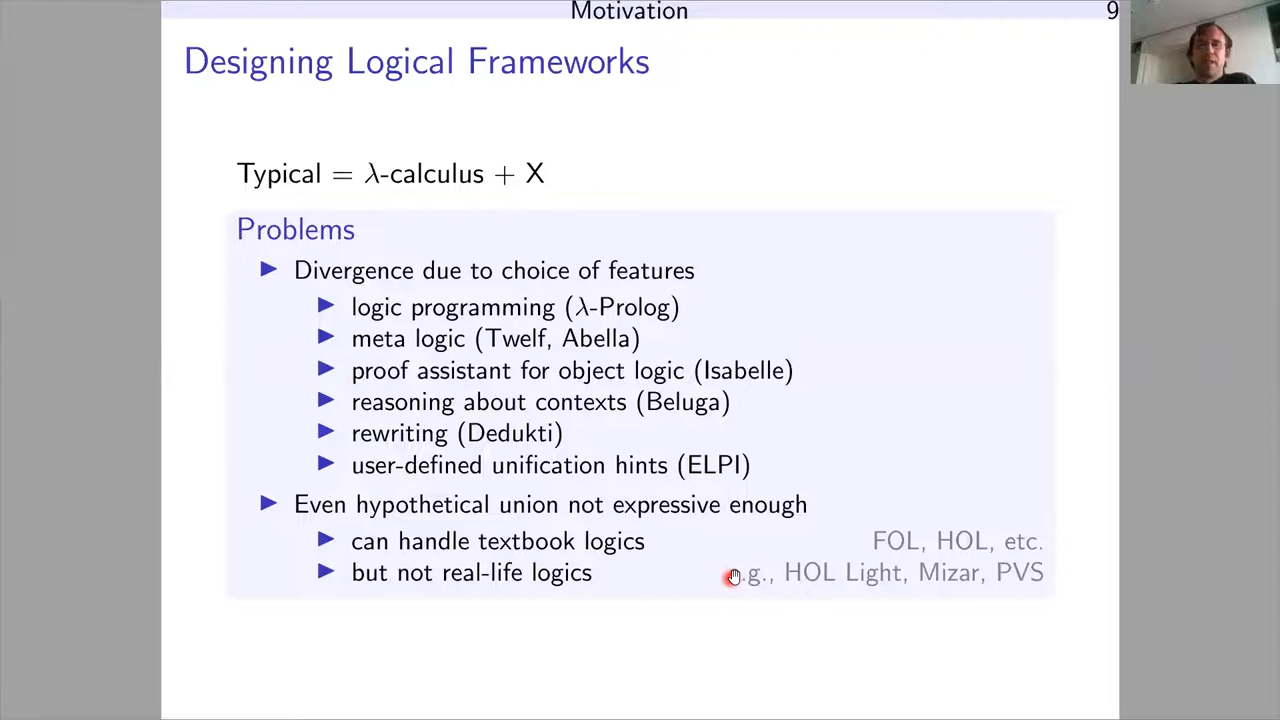 Motivation 9
Designing Logical Frameworks
Typical = λ-calculus + X
Problems
▶ Divergence due to choice of features
▶ logic programming (λ-Prolog)
▶ meta logic (Twelf, Abella)
▶ proof assistant for object logic (Isabelle)
▶ reasoning about contexts (Beluga)
▶ rewriting (Dedukti)
▶ user-defined unification hints (ELPI)
▶ Even hypothetical union not expressive enough
▶ can handle textbook logics FOL, HOL, etc.
▶ but not real-life logics e.g., HOL Light, Mizar, PVS